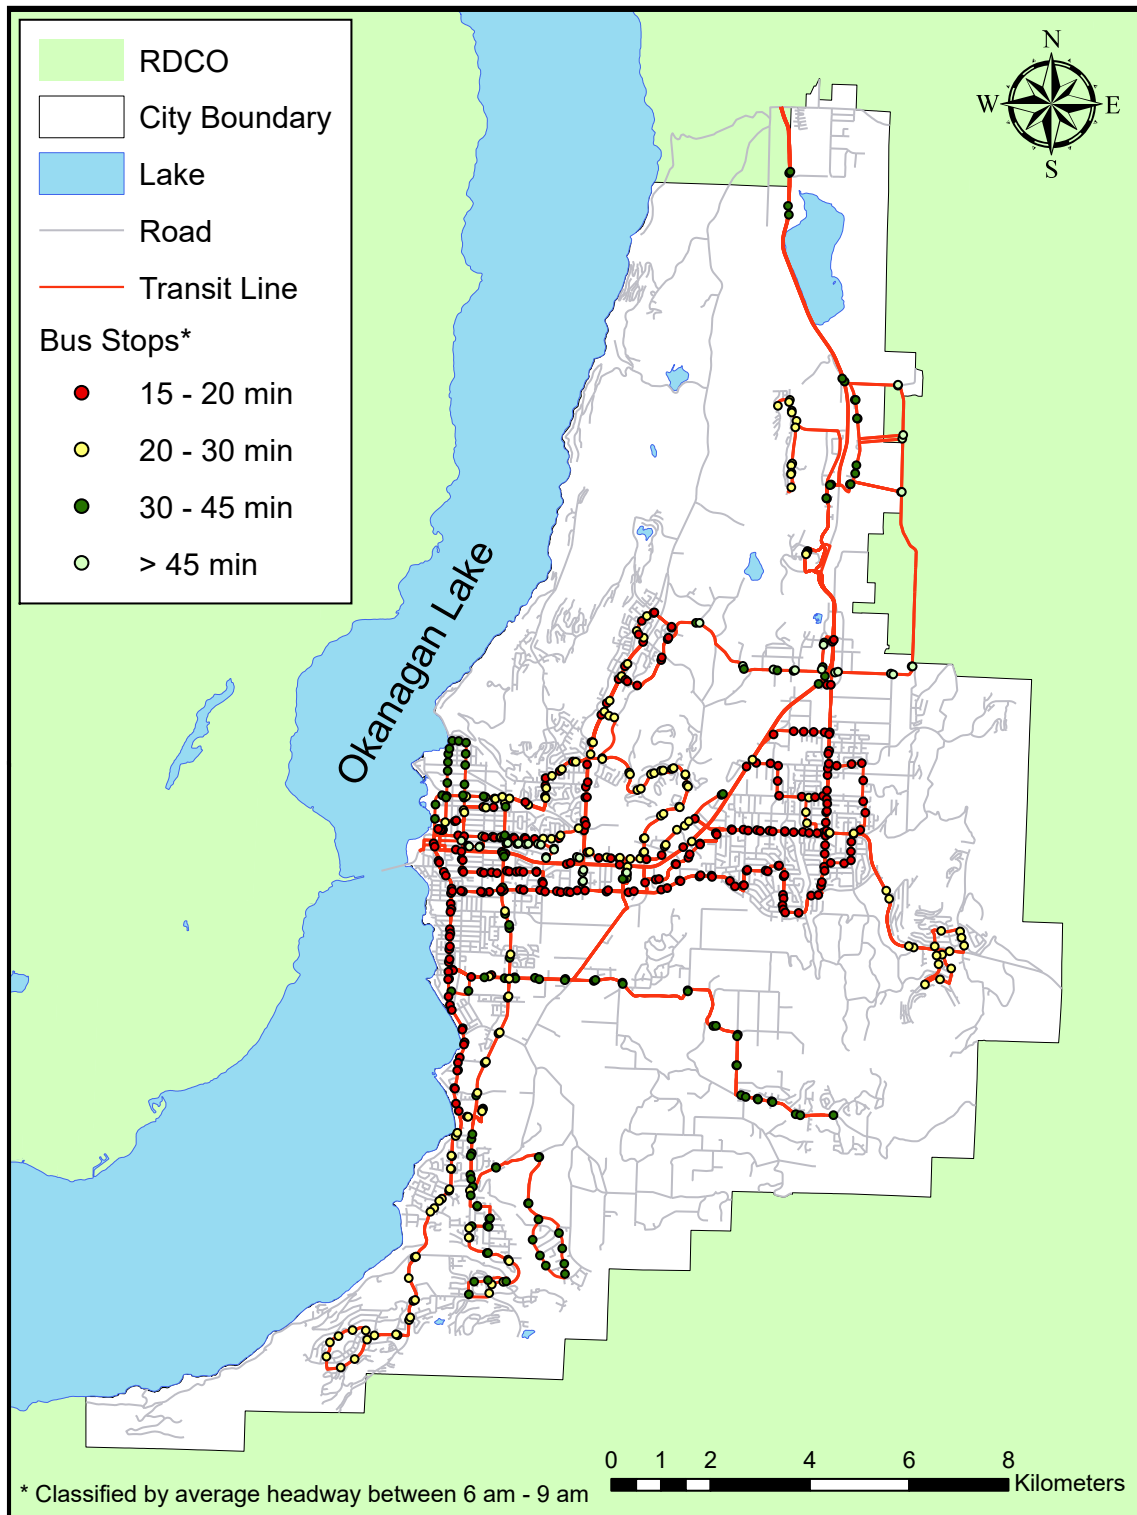 RDCO
City Boundary
Lake
Road
Transit Line
Bus Stops*
15 - 20 min
20 - 30 min
30 - 45 min
> 45 min
N
W E
S
Okanagan Lake
0 1 2 4 6 8
Kilometers
* Classified by average headway between 6 am - 9 am